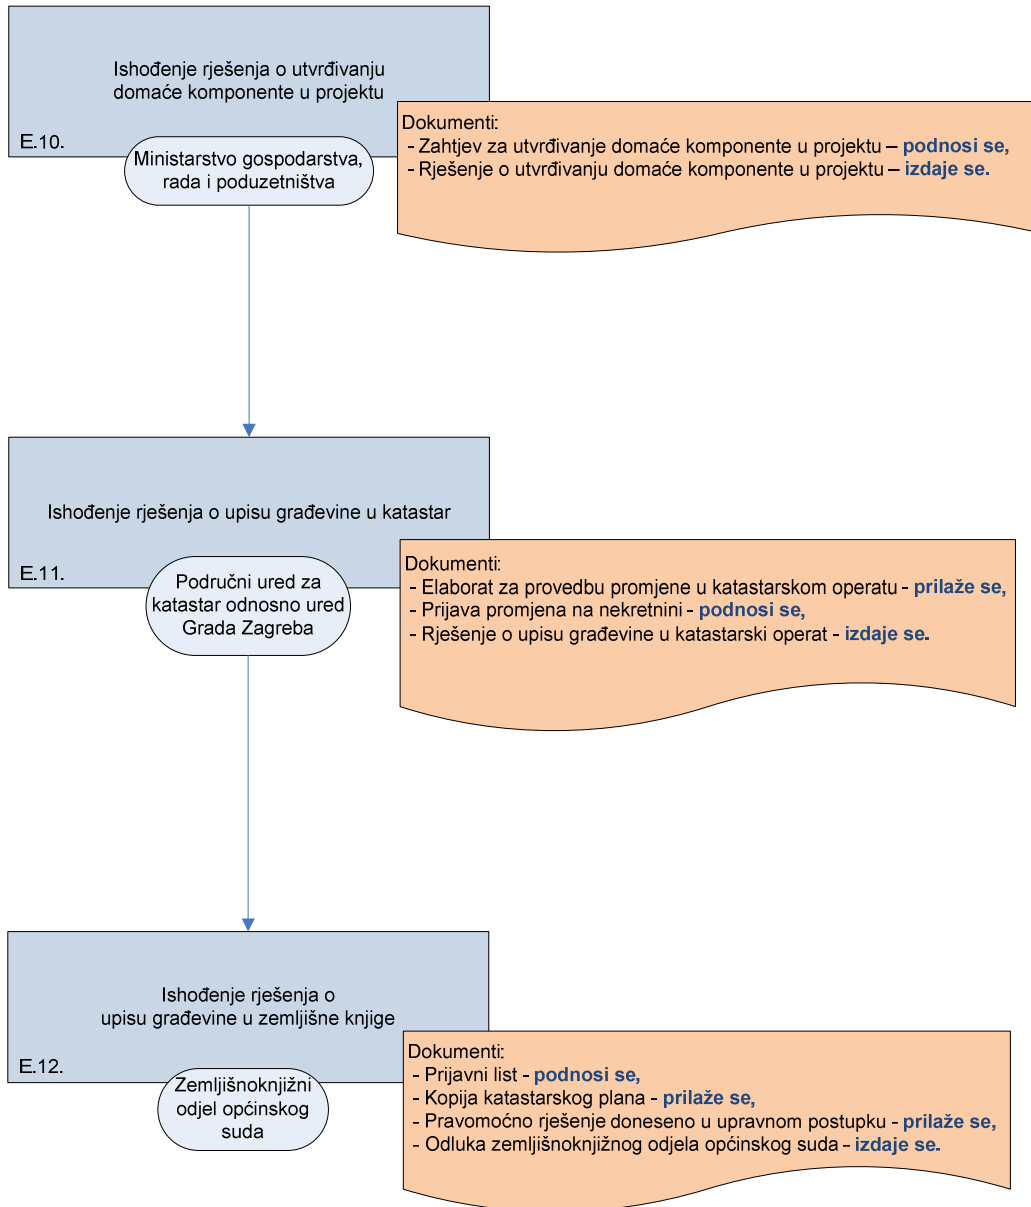 Ishođenje rješenja o utvrđivanju
domaće komponente u projektu
E.10.
Ministarstvo gospodarstva,
rada i poduzetništva
Dokumenti:
- Zahtjev za utvrđivanje domaće komponente u projektu – podnosi se,
- Rješenje o utvrđivanju domaće komponente u projektu – izdaje se.
Ishođenje rješenja o upisu građevine u katastar
E.11.
Područni ured za
katastar odnosno ured
Grada Zagreba
Dokumenti:
- Elaborat za provedbu promjene u katastarskom operatu - prilaže se,
- Prijava promjena na nekretnini - podnosi se,
- Rješenje o upisu građevine u katastarski operat - izdaje se.
Ishođenje rješenja o
upisu građevine u zemljišne knjige
E.12.
Zemljišnoknjižni
odjel općinskog
suda
Dokumenti:
- Prijavni list - podnosi se,
- Kopija katastarskog plana - prilaže se,
- Pravomoćno rješenje doneseno u upravnom postupku - prilaže se,
- Odluka zemljišnoknjižnog odjela općinskog suda - izdaje se.